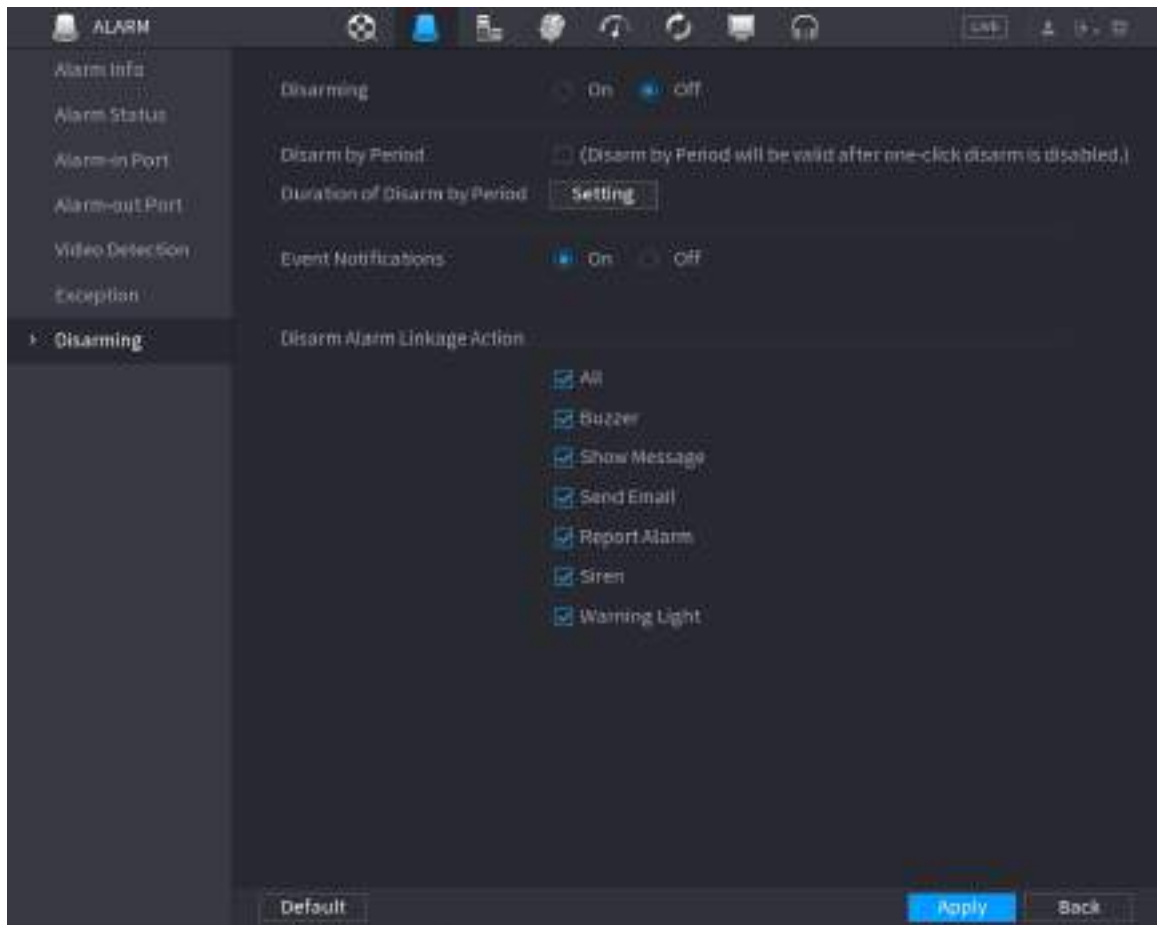 ALARM
LIVE
Alarm Info
Alarm Status
Alarm-in Port
Alarm-out Port
Video Detection
Exception
Disarming
Disarming On Off
Disarm by Period (Disarm by Period will be valid after one-click disarm is disabled.)
Duration of Disarm by Period Setting
Event Notifications On Off
Disarm Alarm Linkage Action
All
Buzzer
Show Message
Send Email
Report Alarm
Siren
Warning Light
Default Apply Back